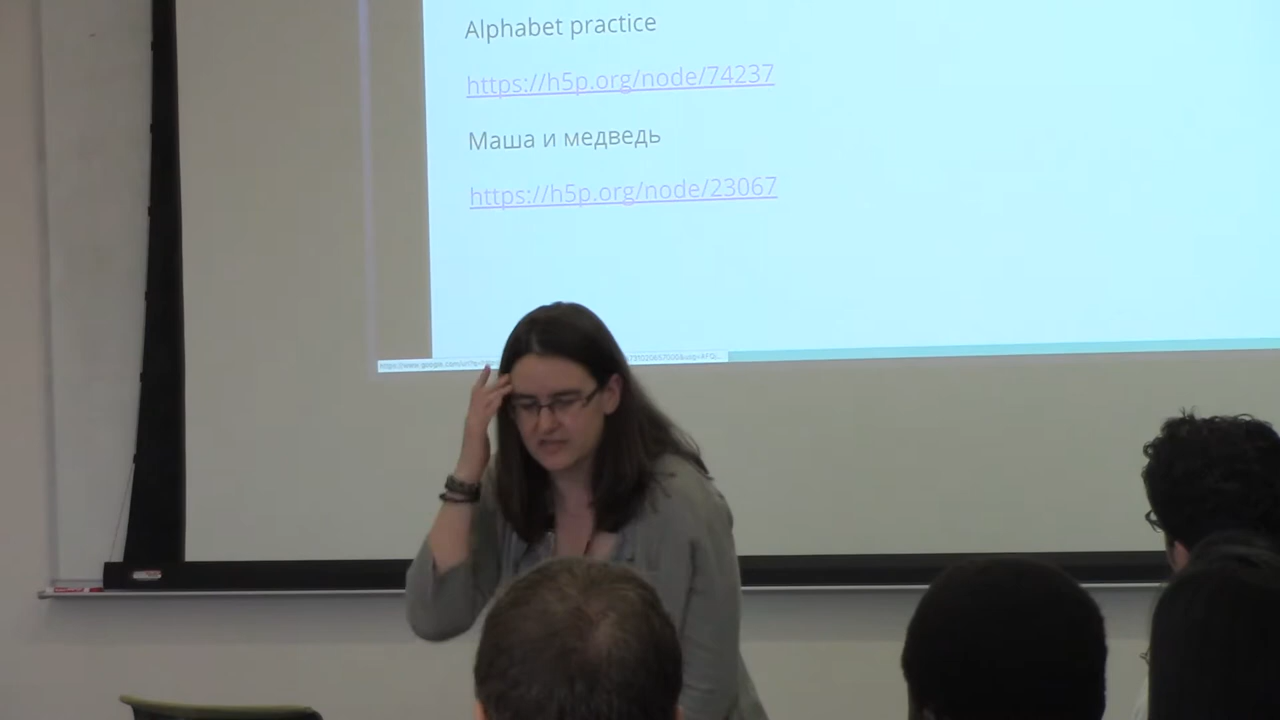 Alphabet practice
https://h5p.org/node/74237
Маша и медведь
https://h5p.org/node/23067